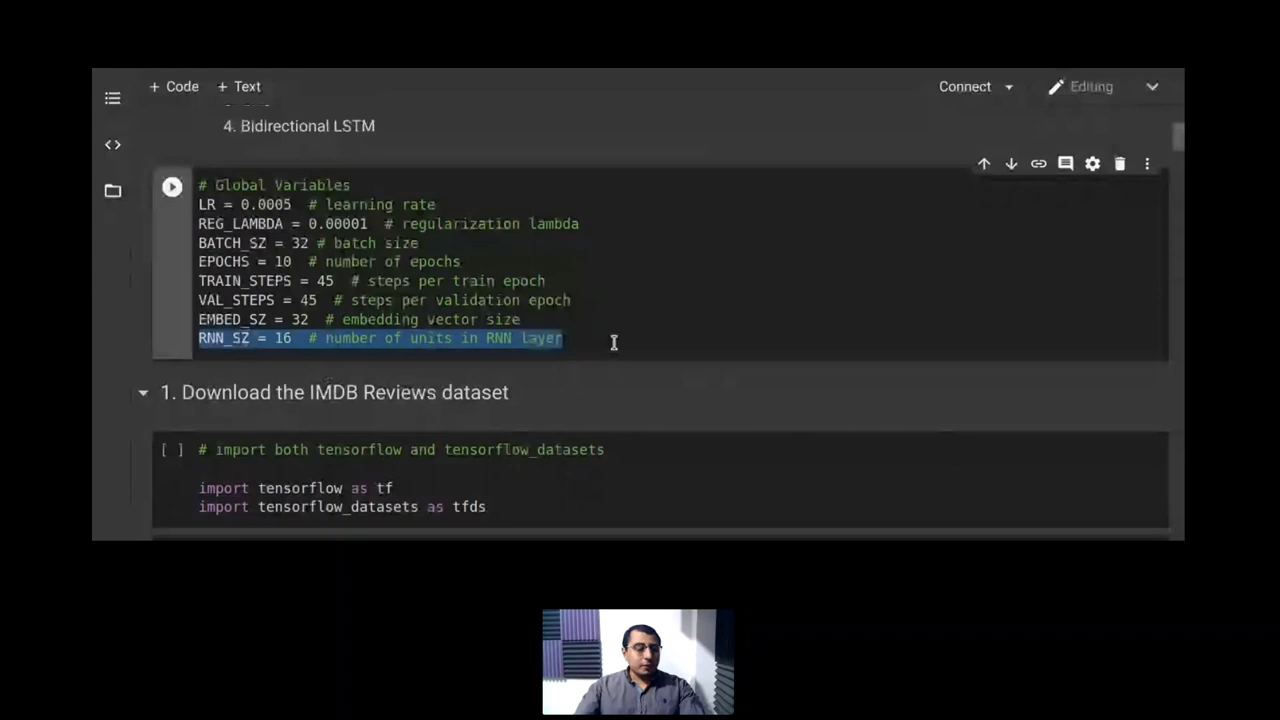 + Code + Text
Connect
Editing
4. Bidirectional LSTM
# Global Variables
LR = 0.0005 # learning rate
REG_LAMBDA = 0.00001 # regularization lambda
BATCH_SZ = 32 # batch size
EPOCHS = 10 # number of epochs
TRAIN_STEPS = 45 # steps per train epoch
VAL_STEPS = 45 # steps per validation epoch
EMBED_SZ = 32 # embedding vector size
RNN_SZ = 16 # number of units in RNN layer
1. Download the IMDB Reviews dataset
[ ] # import both tensorflow and tensorflow_datasets
import tensorflow as tf
import tensorflow_datasets as tfds